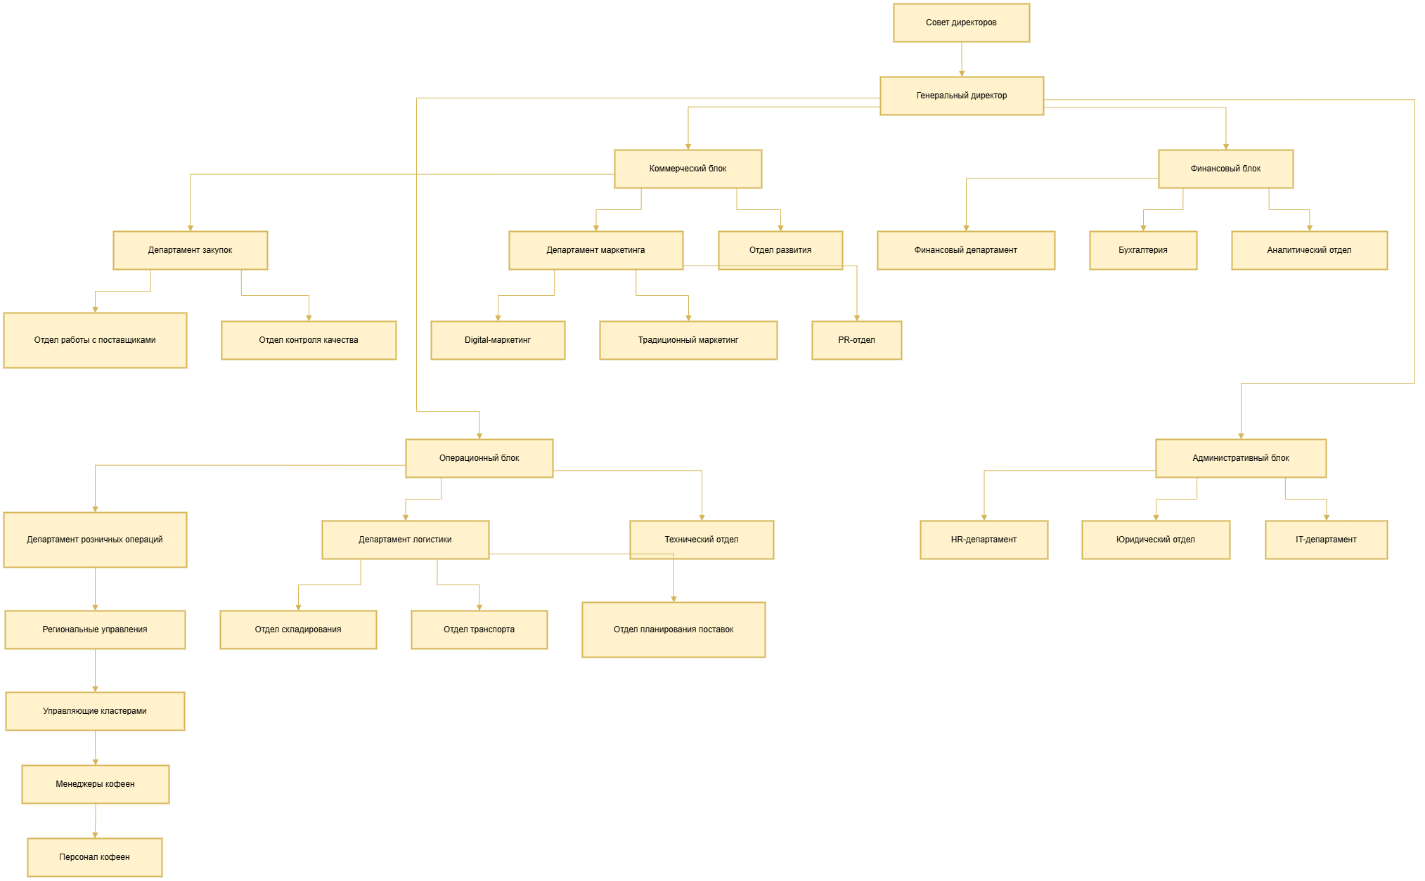 Совет директоров
Генеральный директор
Коммерческий блок
Финансовый блок
Департамент закупок
Департамент маркетинга
Отдел развития
Финансовый департамент
Бухгалтерия
Аналитический отдел
Отдел работы с поставщиками
Отдел контроля качества
Digital-маркетинг
Традиционный маркетинг
PR-отдел
Операционный блок
Административный блок
Департамент розничных операций
Департамент логистики
Технический отдел
HR-департамент
Юридический отдел
IT-департамент
Региональные управления
Отдел складирования
Отдел транспорта
Отдел планирования поставок
Управляющие кластерами
Менеджеры кофеен
Персонал кофеен